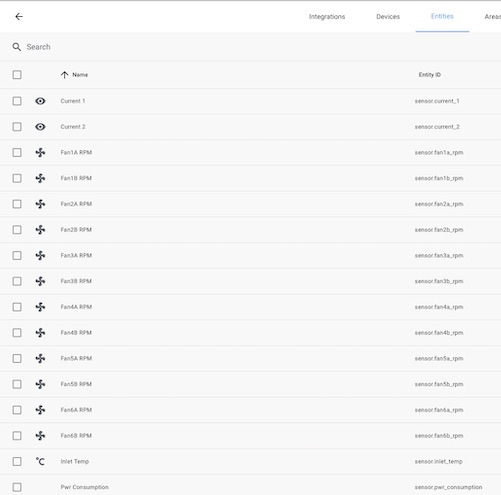 Integrations Devices Entities Areas
Search
Name Entity ID
Current 1 sensor.current_1
Current 2 sensor.current_2
Fan1A RPM sensor.fan1a_rpm
Fan1B RPM sensor.fan1b_rpm
Fan2A RPM sensor.fan2a_rpm
Fan2B RPM sensor.fan2b_rpm
Fan3A RPM sensor.fan3a_rpm
Fan3B RPM sensor.fan3b_rpm
Fan4A RPM sensor.fan4a_rpm
Fan4B RPM sensor.fan4b_rpm
Fan5A RPM sensor.fan5a_rpm
Fan5B RPM sensor.fan5b_rpm
Fan6A RPM sensor.fan6a_rpm
Fan6B RPM sensor.fan6b_rpm
°C Inlet Temp sensor.inlet_temp
Pwr Consumption sensor.pwr_consumption